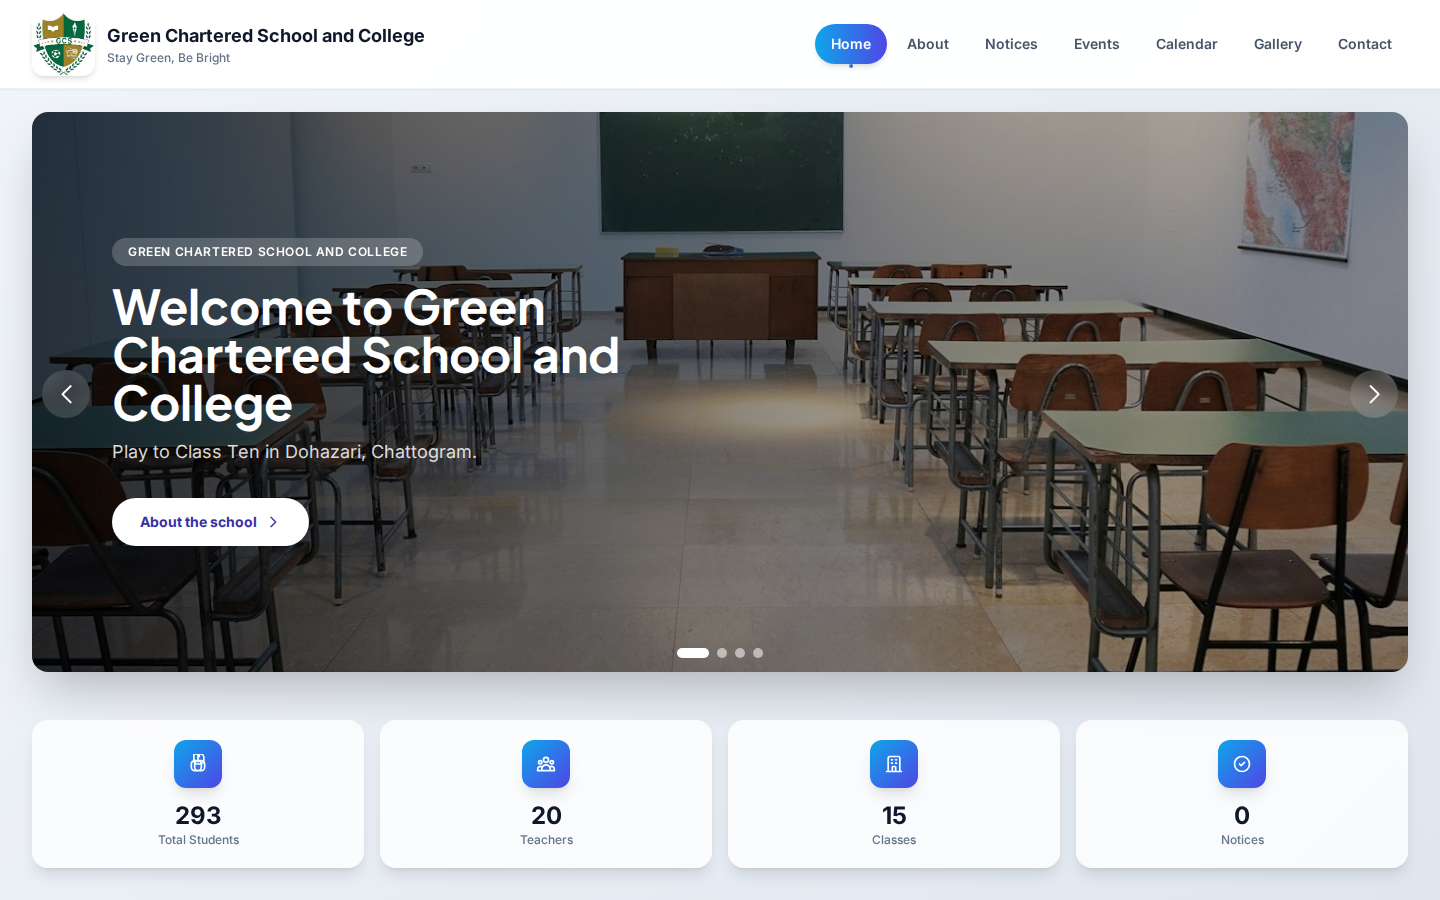 GCS
Green Chartered School and College
Stay Green, Be Bright
Home
About
Notices
Events
Calendar
Gallery
Contact
GREEN CHARTERED SCHOOL AND COLLEGE
Welcome to Green
Chartered School and
College
Play to Class Ten in Dohazari, Chattogram.
About the school
293
Total Students
20
Teachers
15
Classes
0
Notices